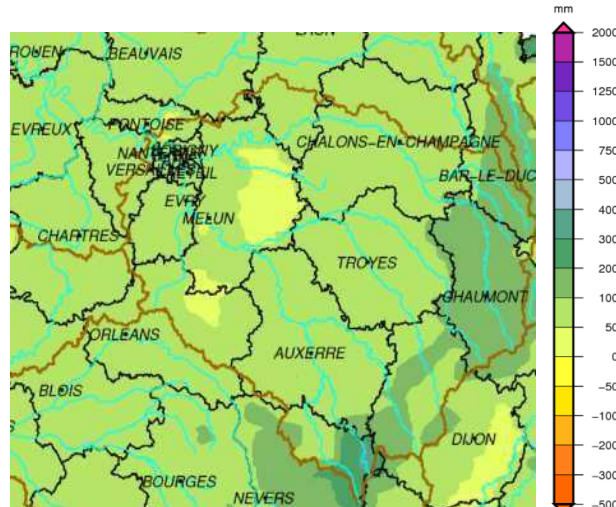 mm
LAON
ROUEN
BEAUVAIS
EVREUX
PONTOISE
CHALONS-EN-CHAMPAGNE
BAR-LE-DUC
EVRY
MELUN
CHARTRES
TROYES
CHAUMONT
ORLEANS
AUXERRE
BLOIS
DIJON
BOURGES
NEVERS
2000
1500
1250
1000
750
500
400
300
200
100
50
0
-50
-100
-200
-300
-500